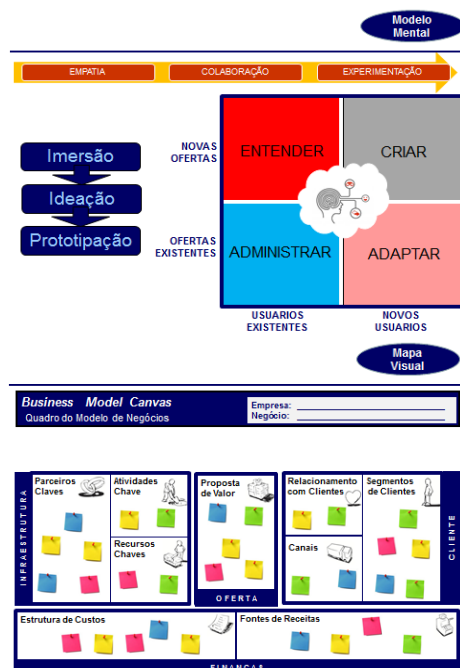 Modelo
Mental
EMPATIA
COLABORAÇÃO
EXPERIMENTAÇÃO
Imersão
Ideação
Prototipação
NOVAS
OFERTAS
ENTENDER
CRIAR
OFERTAS
EXISTENTES
ADMINISTRAR
ADAPTAR
USUARIOS
EXISTENTES
NOVOS
USUARIOS
Mapa
Visual
Business Model Canvas
Quadro do Modelo de Negócios
Empresa:
Negócio:
INFRAESTRUTURA
Parceiros
Claves
Atividades
Chave
Recursos
Chaves
Proposta
de Valor
OFERTA
Relacionamento
com Clientes
Canais
Segmentos
de Clientes
CLIENTE
Estrutura de Custos
Fontes de Receitas
FINANÇAS